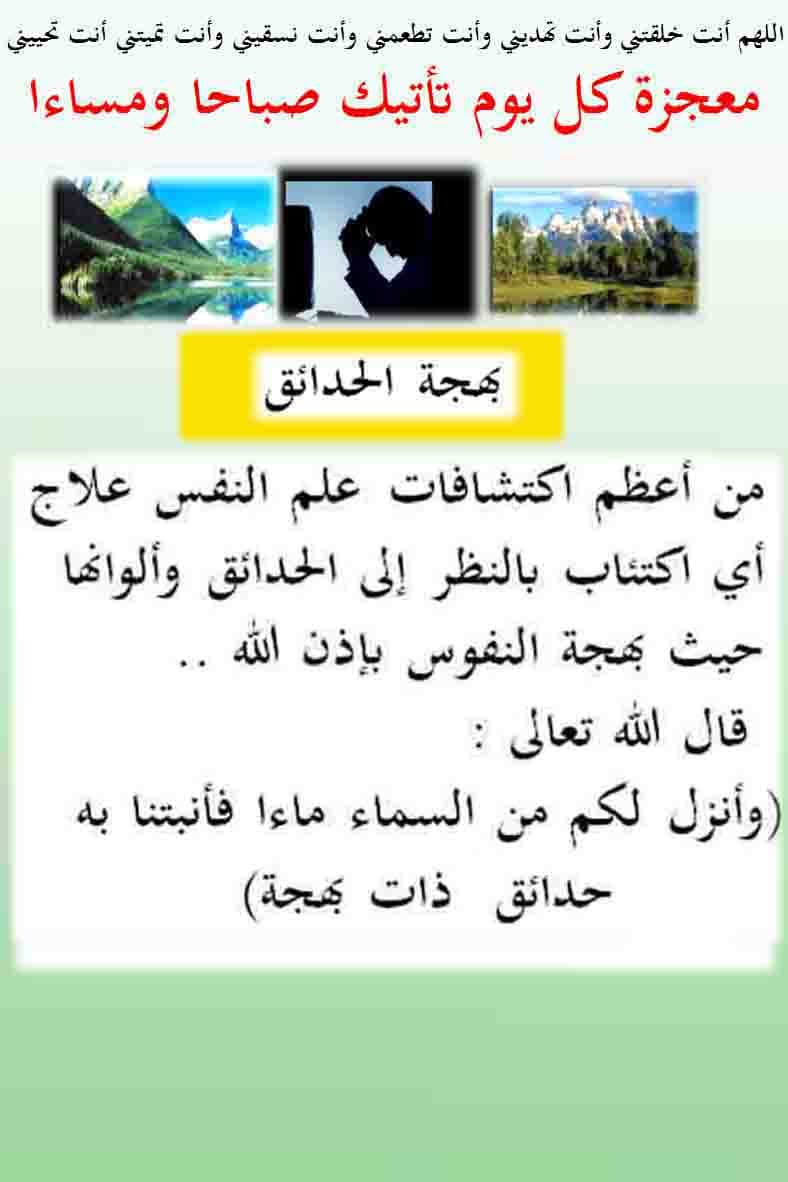 اللهم أنت خلقتني وأنت تهديني وأنت تطعمني وأنت نسقيني وأنت تميتني أنت تحييني
معجزة كل يوم تأتيك صباحا ومساءا
بهجة الحدائق
من أعظم اكتشافات علم النفس علاج
أي اكتئاب بالنظر إلى الحدائق وألوانها
حيث بهجة النفوس بإذن الله ..
قال الله تعالى :
(وأنزل لكم من السماء ماءا فأنبتنا به
حدائق ذات بهجة)